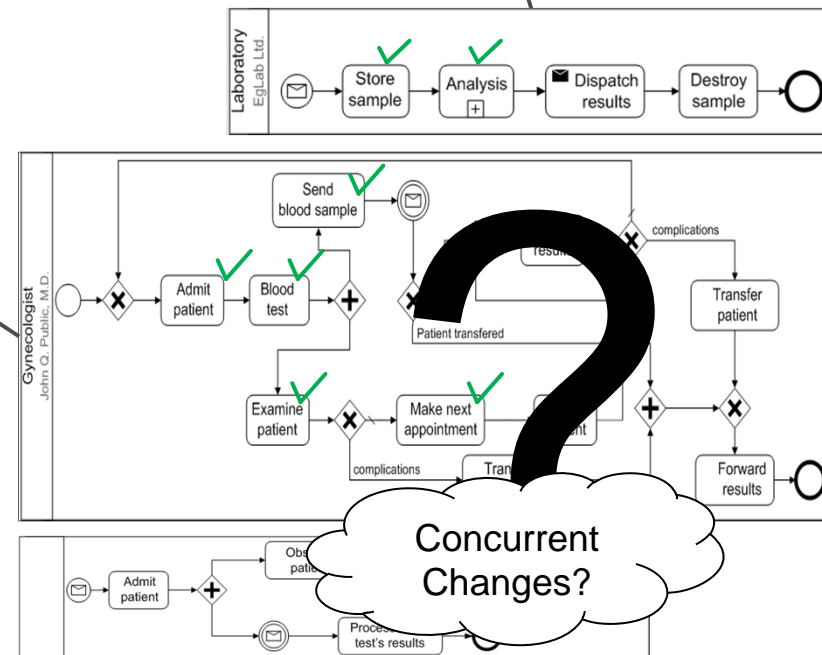 Laboratory
EgLab Ltd.
Store
sample
Analysis
Dispatch
results
Destroy
sample
Gynecologist
John Q. Public, M.D.
Send
blood sample
Admit
patient
Blood
test
complications
Transfer
patient
Patient transfered
Examine
patient
Make next
appointment
complications
Forward
results
Concurrent
Changes?
Admit
patient
test's results